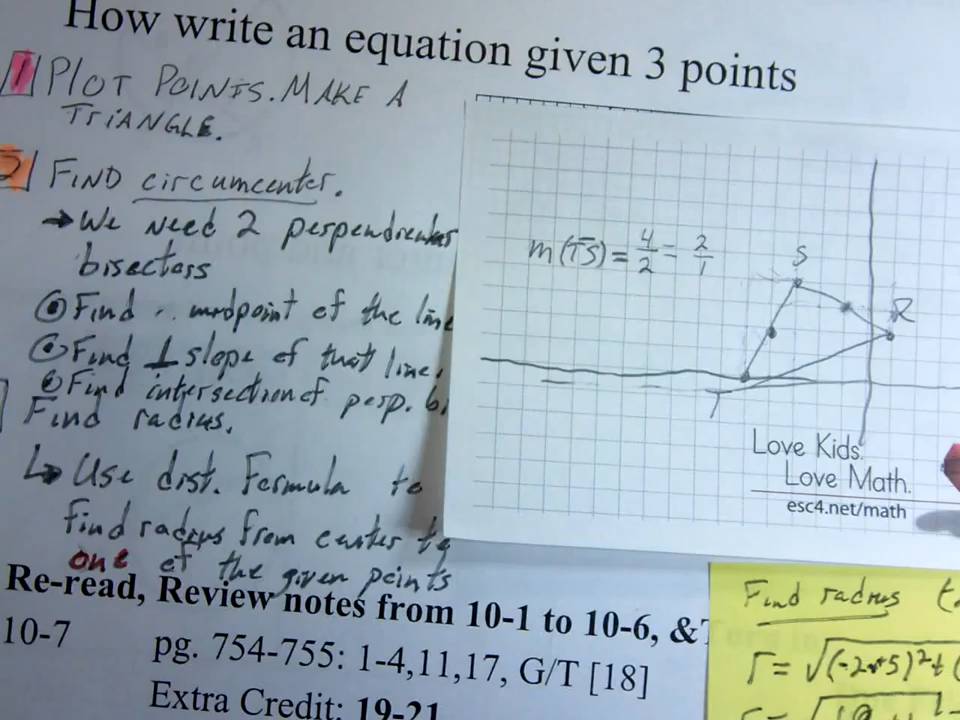 How write an equation given 3 points
1 PLOT POINTS. MAKE A
TRIANGLE.
2 FIND circumcenter.
→ We need 2 perpendicular
bisectors
Find midpoint of the line
Find ⊥ slope of that line.
Find intersection of perp. bi
Find radius.
↳ Use dist. Formula to
find radius from center to
one of the given points
m(TS) = 4/2 = 2/1
S
R
T
Love Kids.
Love Math.
esc4.net/math
Re-read, Review notes from 10-1 to 10-6, &
10-7 pg. 754-755: 1-4,11,17, G/T [18]
Extra Credit: 19-21
Find radius
r = √(-2+5)²+(